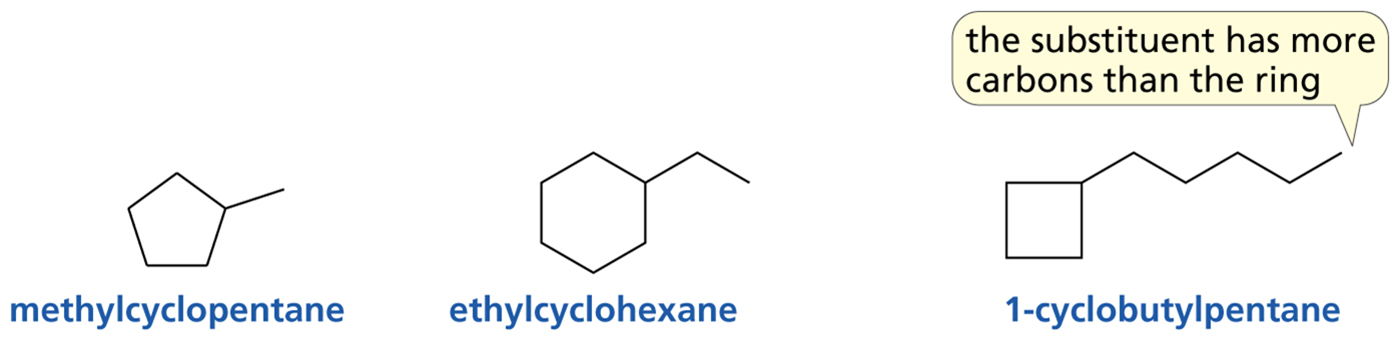 the substituent has more
carbons than the ring
methylcyclopentane
ethylcyclohexane
1-cyclobutylpentane